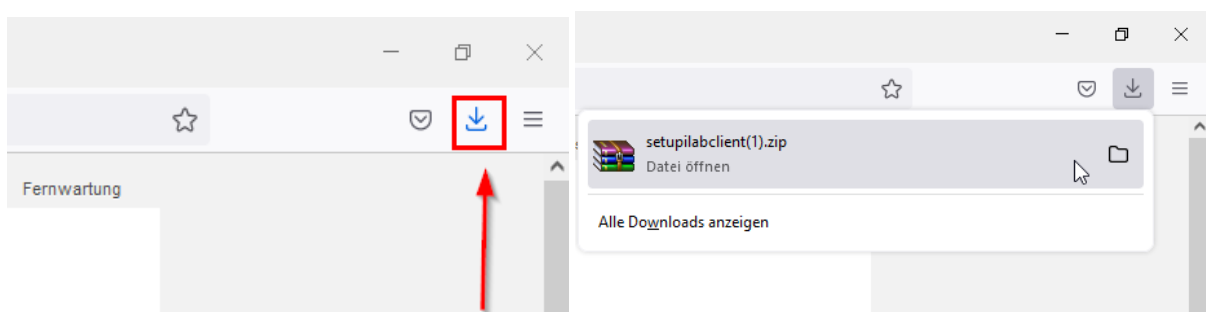 Fernwartung
setupilabclient(1).zip
Datei öffnen
Alle Downloads anzeigen